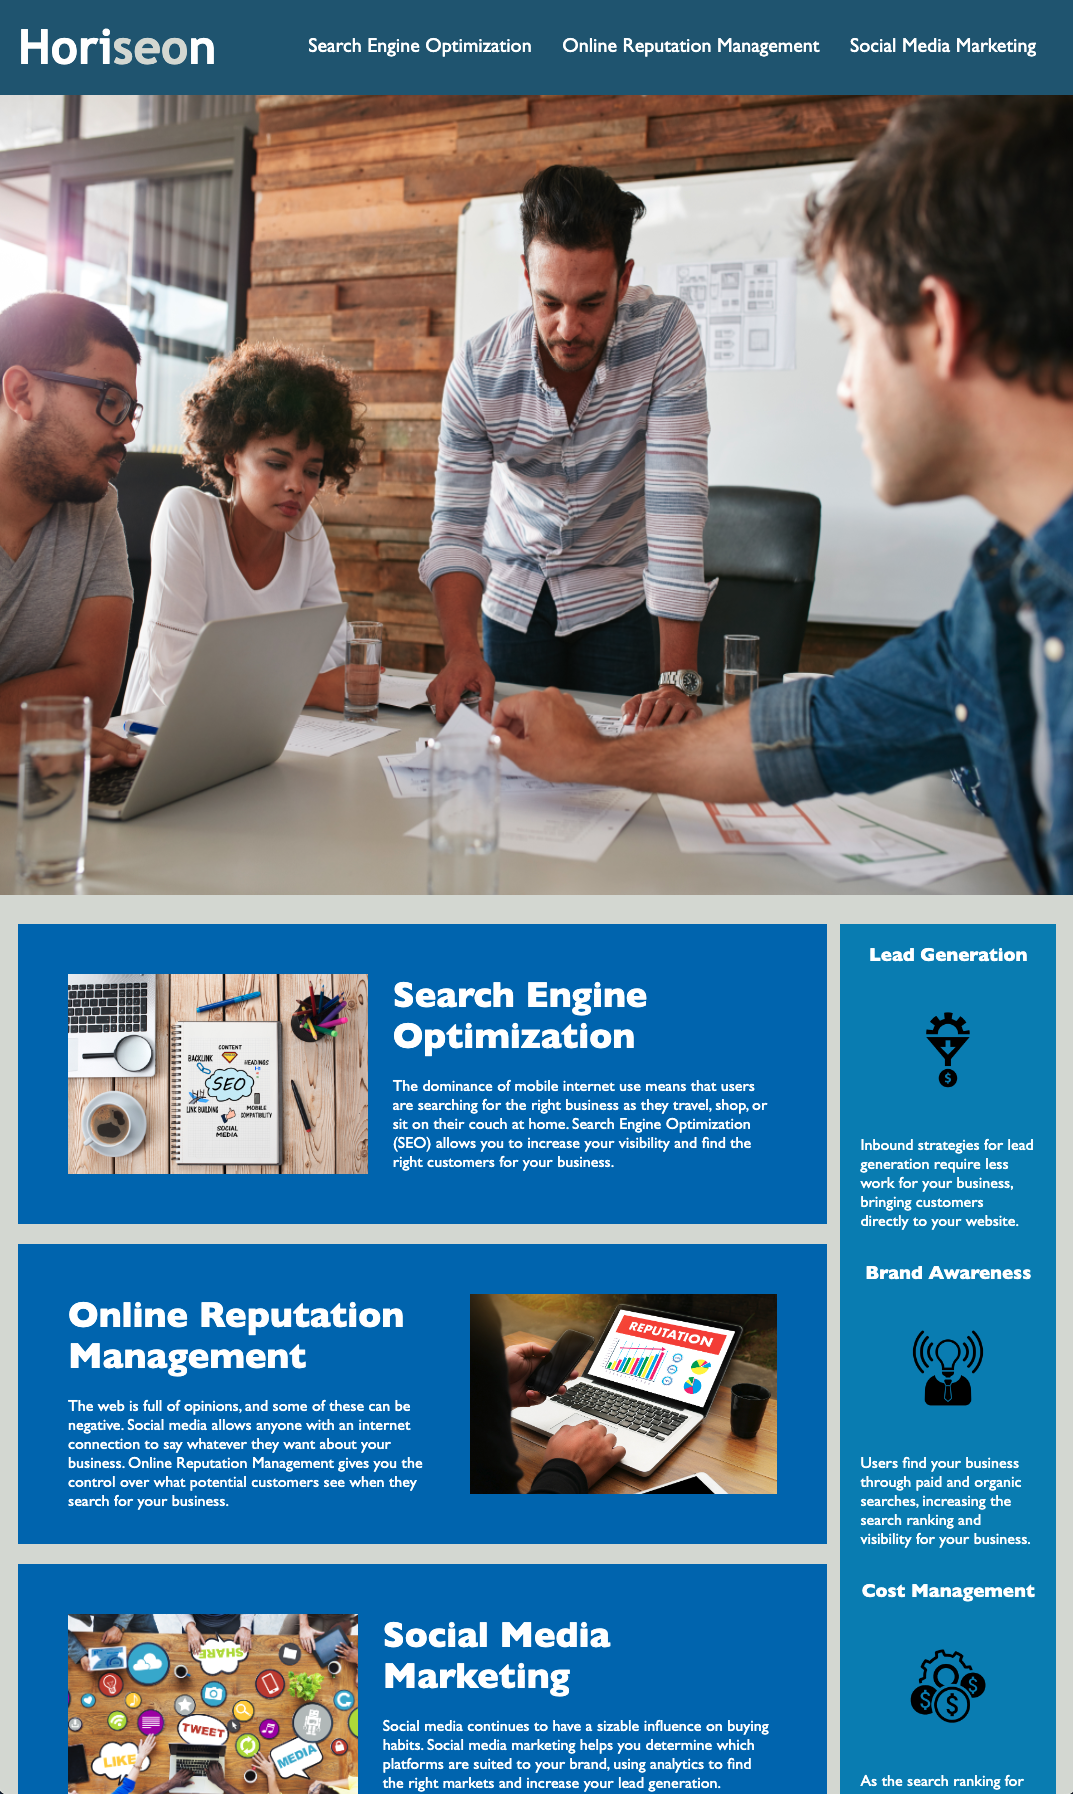 Horiseon
Search Engine Optimization
Online Reputation Management
Social Media Marketing
CONTENT
BACKLINK
HEADINGS
SEO
LINK BUILDING
MOBILE
COMPATIBILITY
SOCIAL
MEDIA
Search Engine
Optimization
The dominance of mobile internet use means that users
are searching for the right business as they travel, shop, or
sit on their couch at home. Search Engine Optimization
(SEO) allows you to increase your visibility and find the
right customers for your business.
Online Reputation
Management
The web is full of opinions, and some of these can be
negative. Social media allows anyone with an internet
connection to say whatever they want about your
business. Online Reputation Management gives you the
control over what potential customers see when they
search for your business.
REPUTATION
SHARE
TWEET
LIKE
MEDIA
Social Media
Marketing
Social media continues to have a sizable influence on buying
habits. Social media marketing helps you determine which
platforms are suited to your brand, using analytics to find
the right markets and increase your lead generation.
Lead Generation
$
Inbound strategies for lead
generation require less
work for your business,
bringing customers
directly to your website.
Brand Awareness
Users find your business
through paid and organic
searches, increasing the
search ranking and
visibility for your business.
Cost Management
$ $ $
As the search ranking for